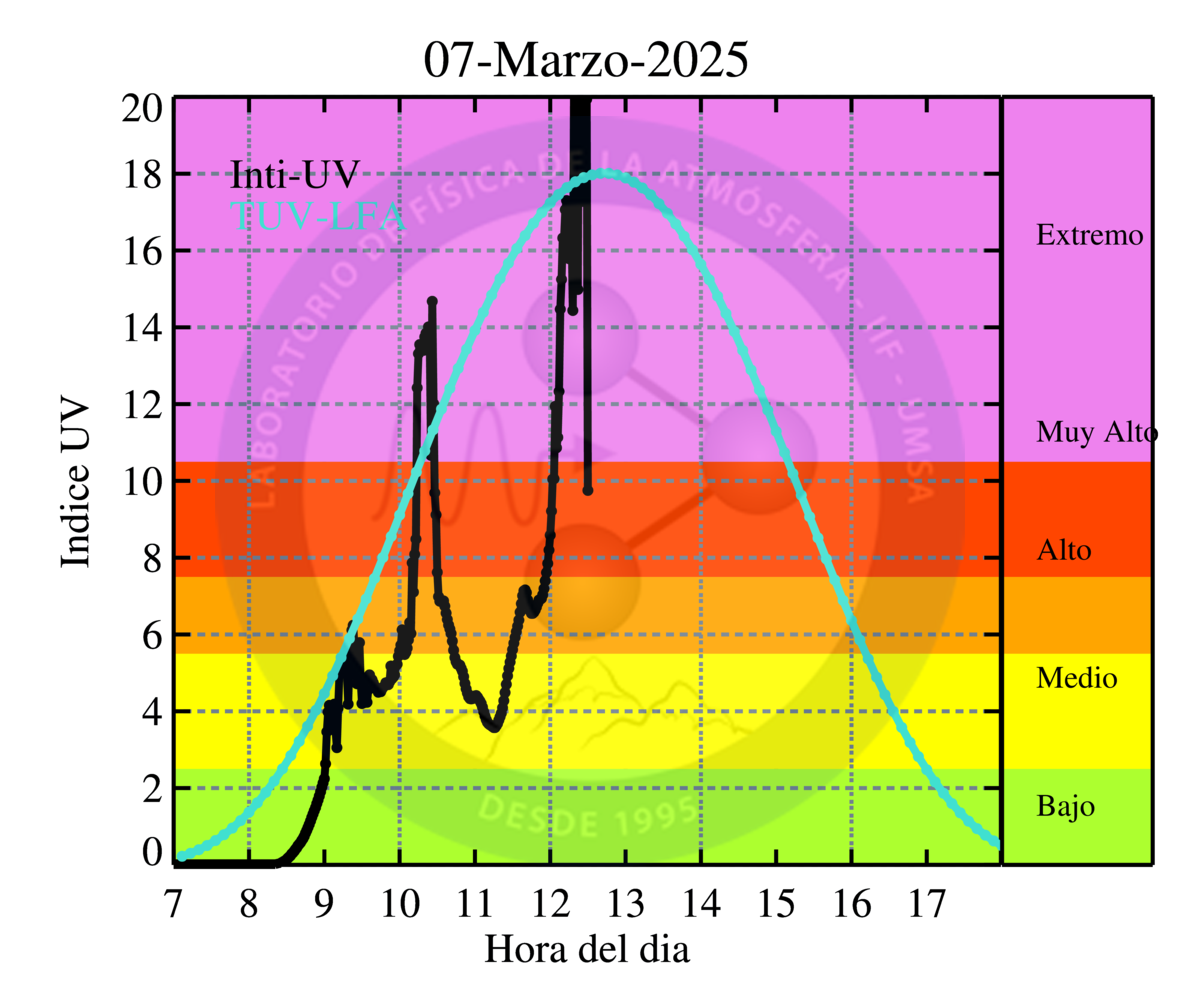 07-Marzo-2025
Inti-UV
TUV-LFA
Indice UV
20
18
16
14
12
10
8
6
4
2
0
7 8 9 10 11 12 13 14 15 16 17
Hora del dia
Extremo
Muy Alto
Alto
Medio
Bajo
LABORATORIO DE FÍSICA DE LA ATMÓSFERA - IIF - UMSA
DESDE 1995